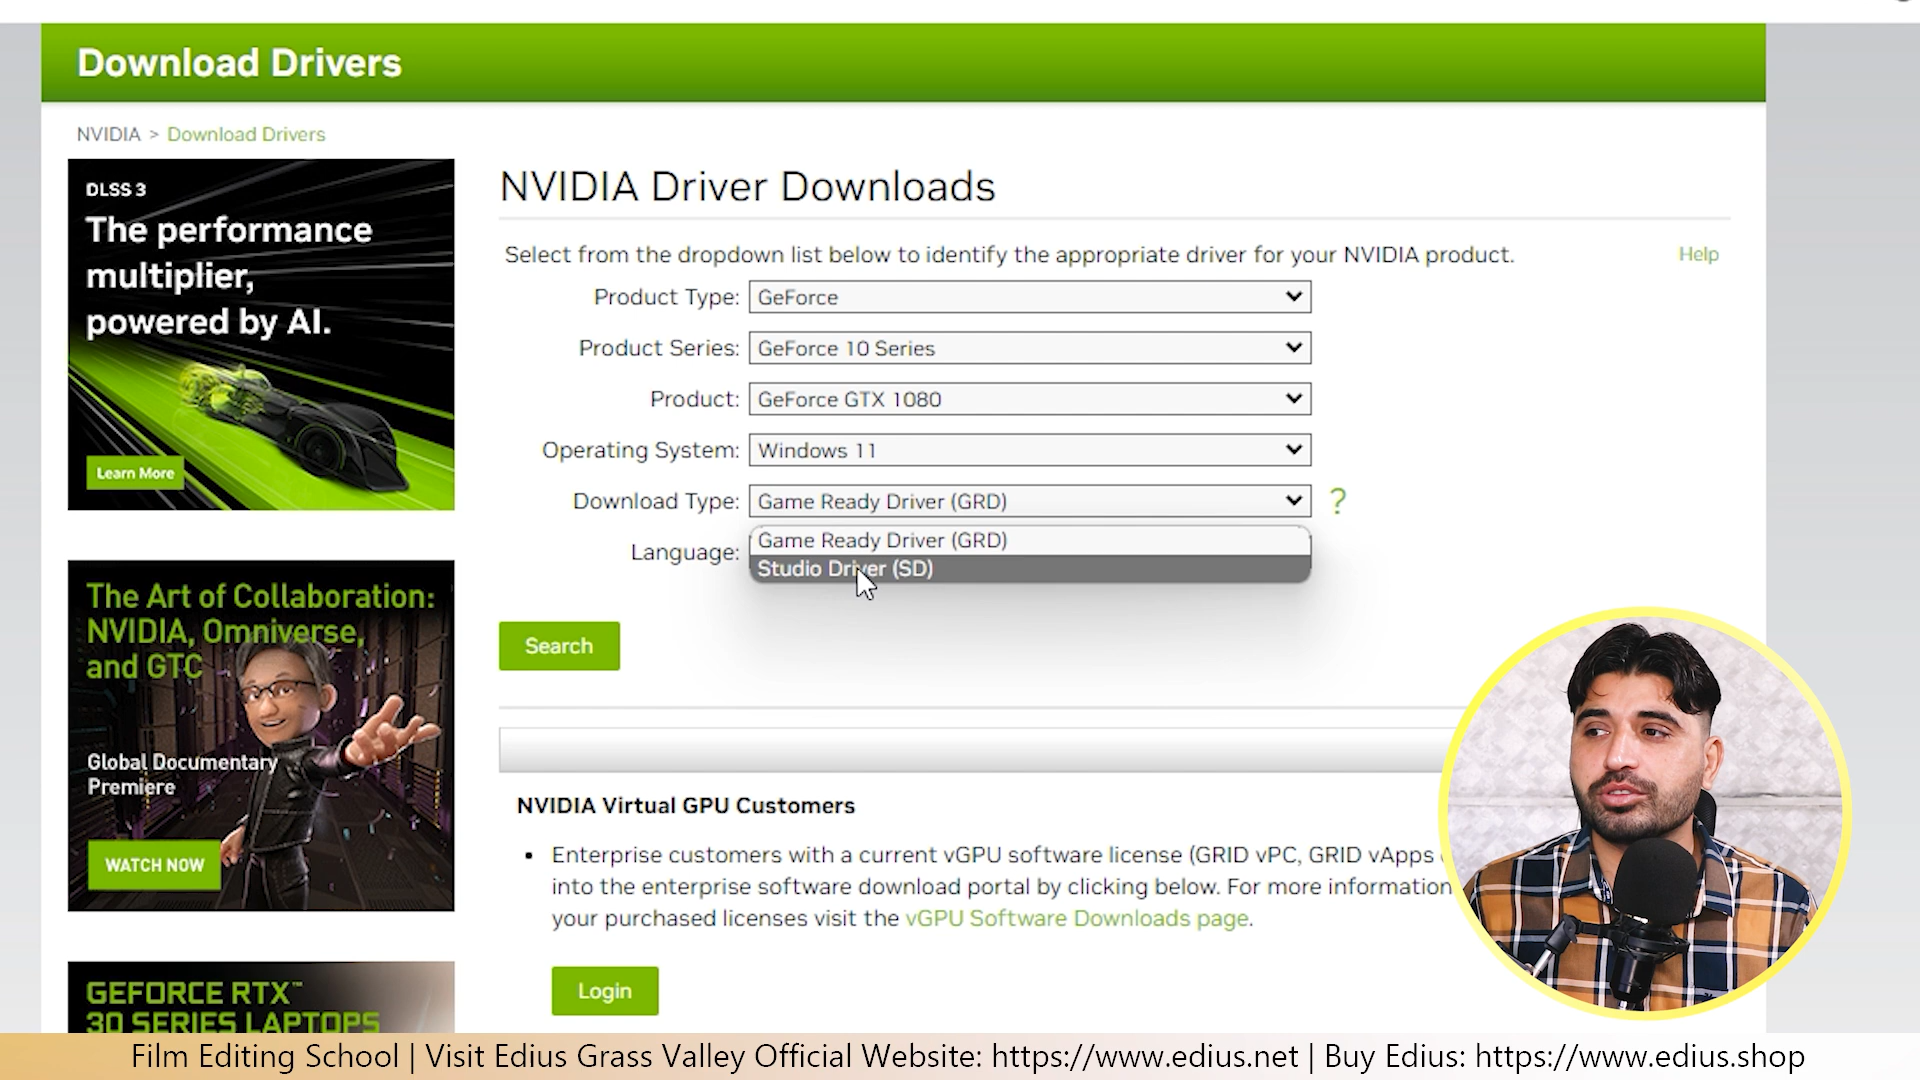 Download Drivers
NVIDIA > Download Drivers
DLSS 3
The performance
multiplier,
powered by AI.
Learn More
The Art of Collaboration:
NVIDIA, Omniverse,
and GTC
Global Documentary
Premiere
WATCH NOW
GEFORCE RTX™
30 SERIES LAPTOPS
NVIDIA Driver Downloads
Select from the dropdown list below to identify the appropriate driver for your NVIDIA product.
Help
Product Type: GeForce
Product Series: GeForce 10 Series
Product: GeForce GTX 1080
Operating System: Windows 11
Download Type: Game Ready Driver (GRD) ?
Game Ready Driver (GRD)
Language:
Studio Driver (SD)
Search
NVIDIA Virtual GPU Customers
▪ Enterprise customers with a current vGPU software license (GRID vPC, GRID vApps
into the enterprise software download portal by clicking below. For more information
your purchased licenses visit the vGPU Software Downloads page.
Login
Film Editing School | Visit Edius Grass Valley Official Website: https://www.edius.net | Buy Edius: https://www.edius.shop